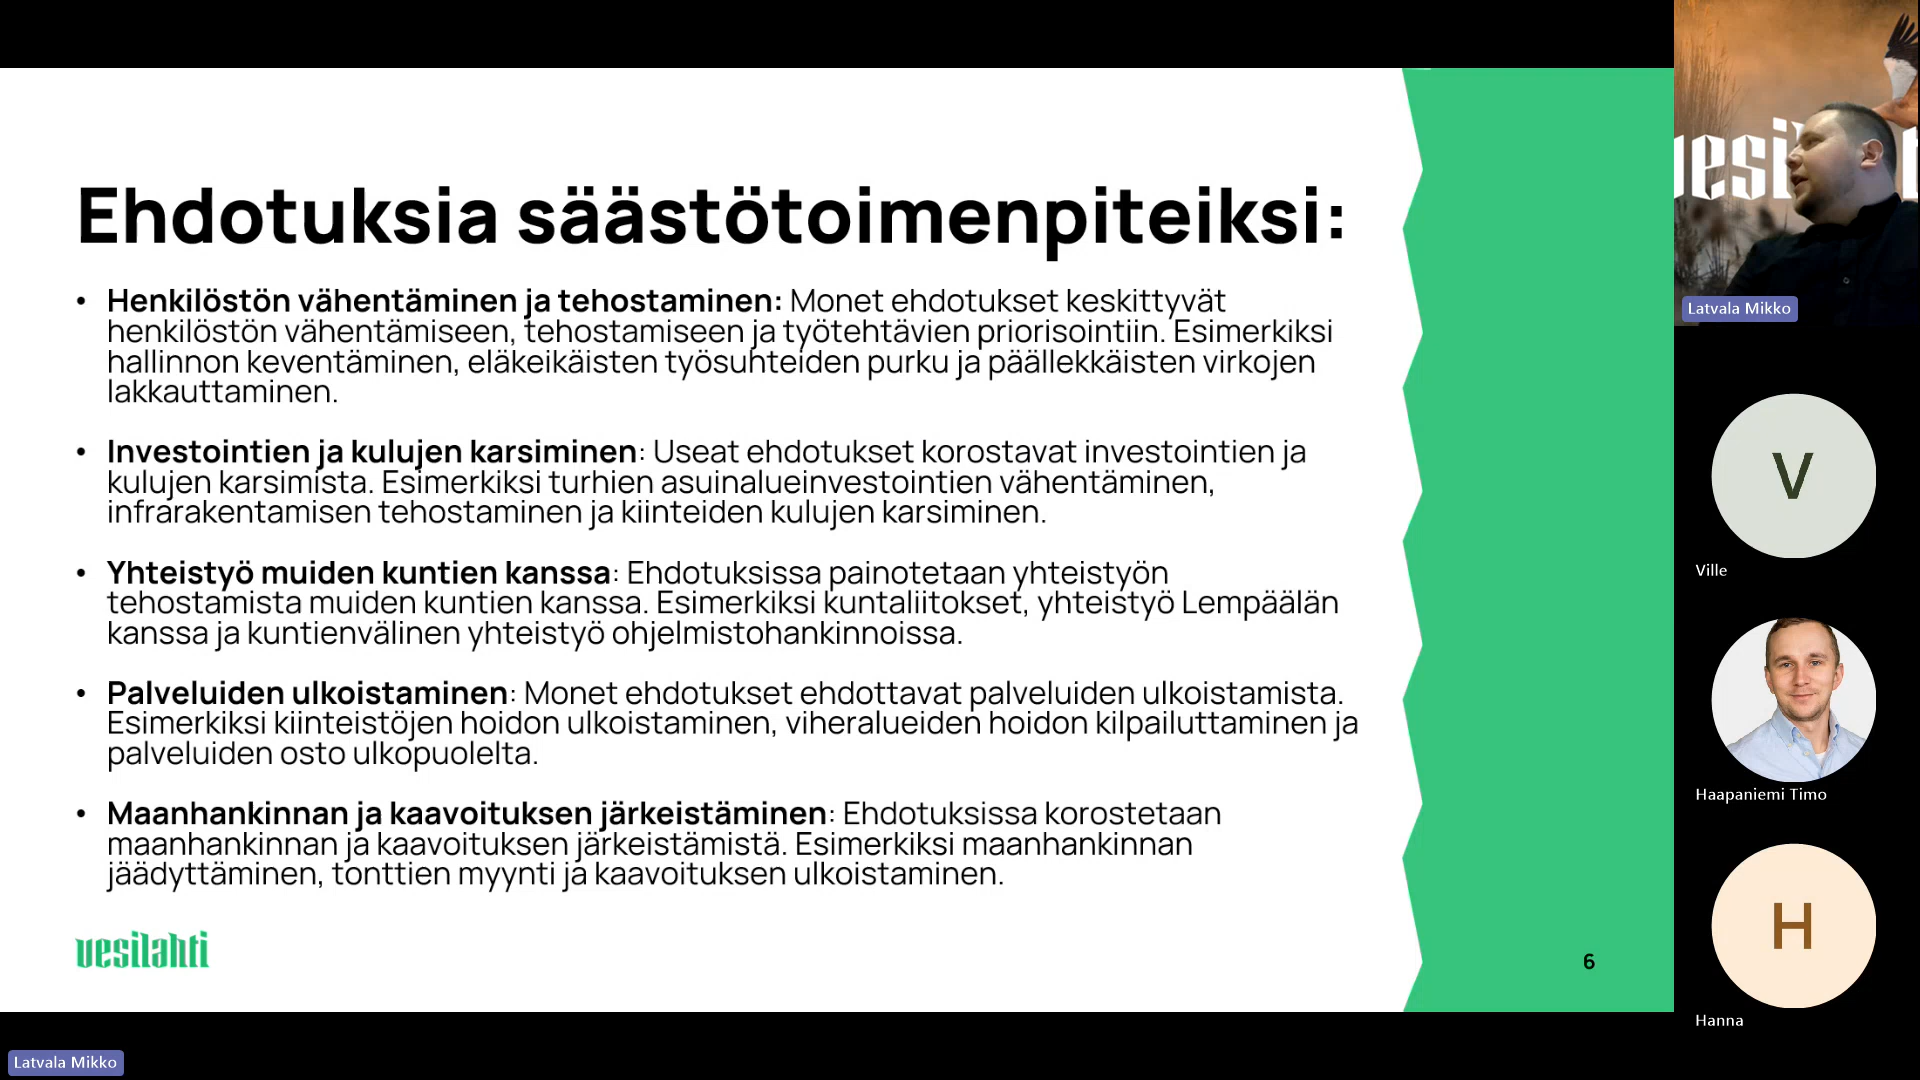 Ehdotuksia säästötoimenpiteiksi:
• Henkilöstön vähentäminen ja tehostaminen: Monet ehdotukset keskittyvät
henkilöstön vähentämiseen, tehostamiseen ja työtehtävien priorisointiin. Esimerkiksi
hallinnon keventäminen, eläkeikäisten työsuhteiden purku ja päällekkäisten virkojen
lakkauttaminen.
• Investointien ja kulujen karsiminen: Useat ehdotukset korostavat investointien ja
kulujen karsimista. Esimerkiksi turhien asuinalueinvestointien vähentäminen,
infrarakentamisen tehostaminen ja kiinteiden kulujen karsiminen.
• Yhteistyö muiden kuntien kanssa: Ehdotuksissa painotetaan yhteistyön
tehostamista muiden kuntien kanssa. Esimerkiksi kuntaliitokset, yhteistyö Lempäälän
kanssa ja kuntienvälinen yhteistyö ohjelmistohankinnoissa.
• Palveluiden ulkoistaminen: Monet ehdotukset ehdottavat palveluiden ulkoistamista.
Esimerkiksi kiinteistöjen hoidon ulkoistaminen, viheralueiden hoidon kilpailuttaminen ja
palveluiden osto ulkopuolelta.
• Maanhankinnan ja kaavoituksen järkeistäminen: Ehdotuksissa korostetaan
maanhankinnan ja kaavoituksen järkeistämistä. Esimerkiksi maanhankinnan
jäädyttäminen, tonttien myynti ja kaavoituksen ulkoistaminen.
vesilahti
6
Latvala Mikko
vesi
Latvala Mikko
V
Ville
Haapaniemi Timo
H
Hanna